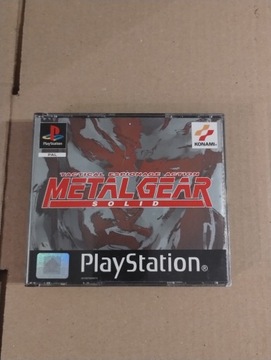 PlayStation
PAL
KONAMI
TACTICAL ESPIONAGE ACTION
METAL GEAR
SOLID
PlayStation®